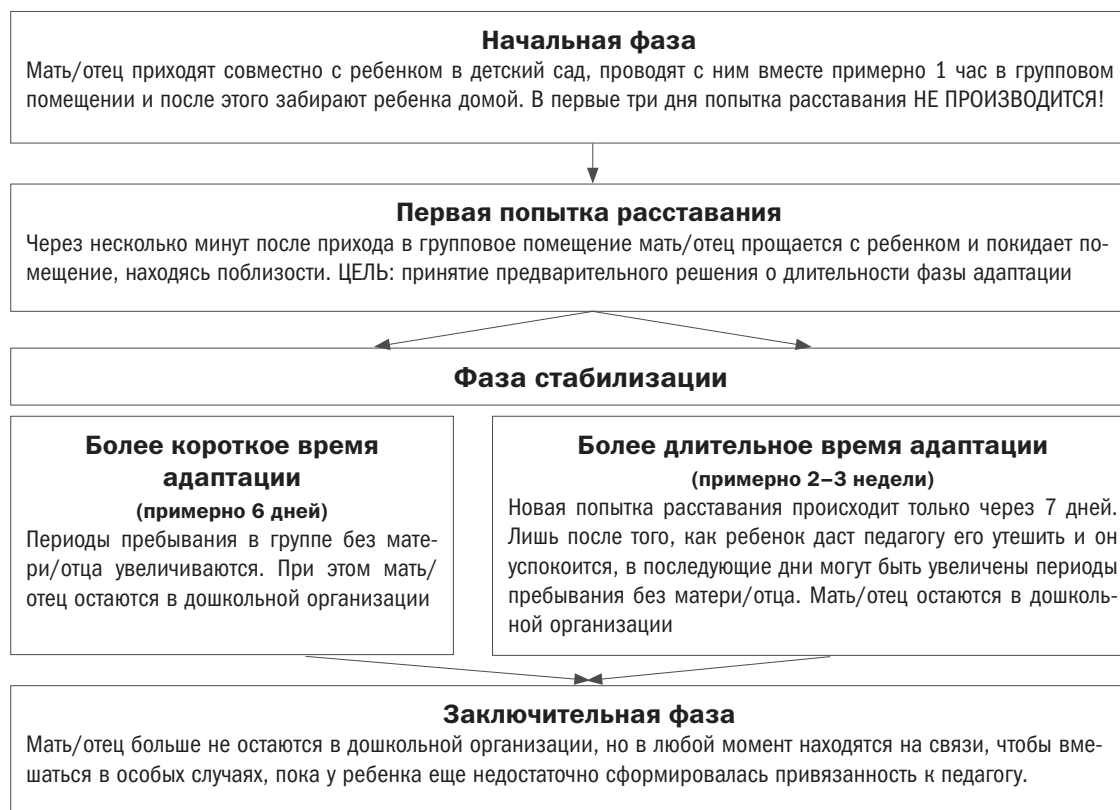 Начальная фаза
Мать/отец приходят совместно с ребенком в детский сад, проводят с ним вместе примерно 1 час в групповом
помещении и после этого забирают ребенка домой. В первые три дня попытка расставания НЕ ПРОИЗВОДИТСЯ!
Первая попытка расставания
Через несколько минут после прихода в групповое помещение мать/отец прощается с ребенком и покидает по-
мещение, находясь поблизости. ЦЕЛЬ: принятие предварительного решения о длительности фазы адаптации
Фаза стабилизации
Более короткое время
адаптации
(примерно 6 дней)
Периоды пребывания в группе без мате-
ри/отца увеличиваются. При этом мать/
отец остаются в дошкольной организации
Более длительное время адаптации
(примерно 2–3 недели)
Новая попытка расставания происходит только через 7 дней.
Лишь после того, как ребенок даст педагогу его утешить и он
успокоится, в последующие дни могут быть увеличены периоды
пребывания без матери/отца. Мать/отец остаются в дошколь-
ной организации
Заключительная фаза
Мать/отец больше не остаются в дошкольной организации, но в любой момент находятся на связи, чтобы вме-
шаться в особых случаях, пока у ребенка еще недостаточно сформировалась привязанность к педагогу.